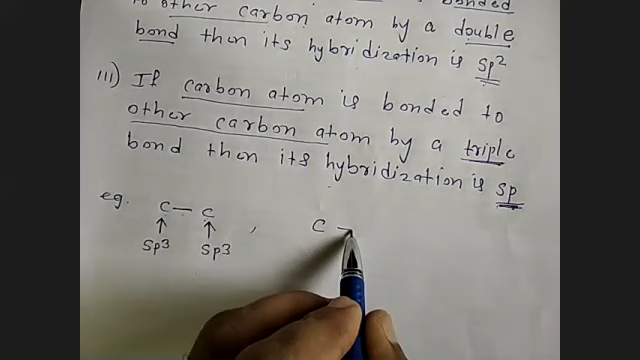 to other carbon atom by a double
bond then its hybridization is sp2
III) If carbon atom is bonded to
other carbon atom by a triple
bond then its hybridization is sp
eg. C — C , C —
↑ ↑
Sp3 Sp3